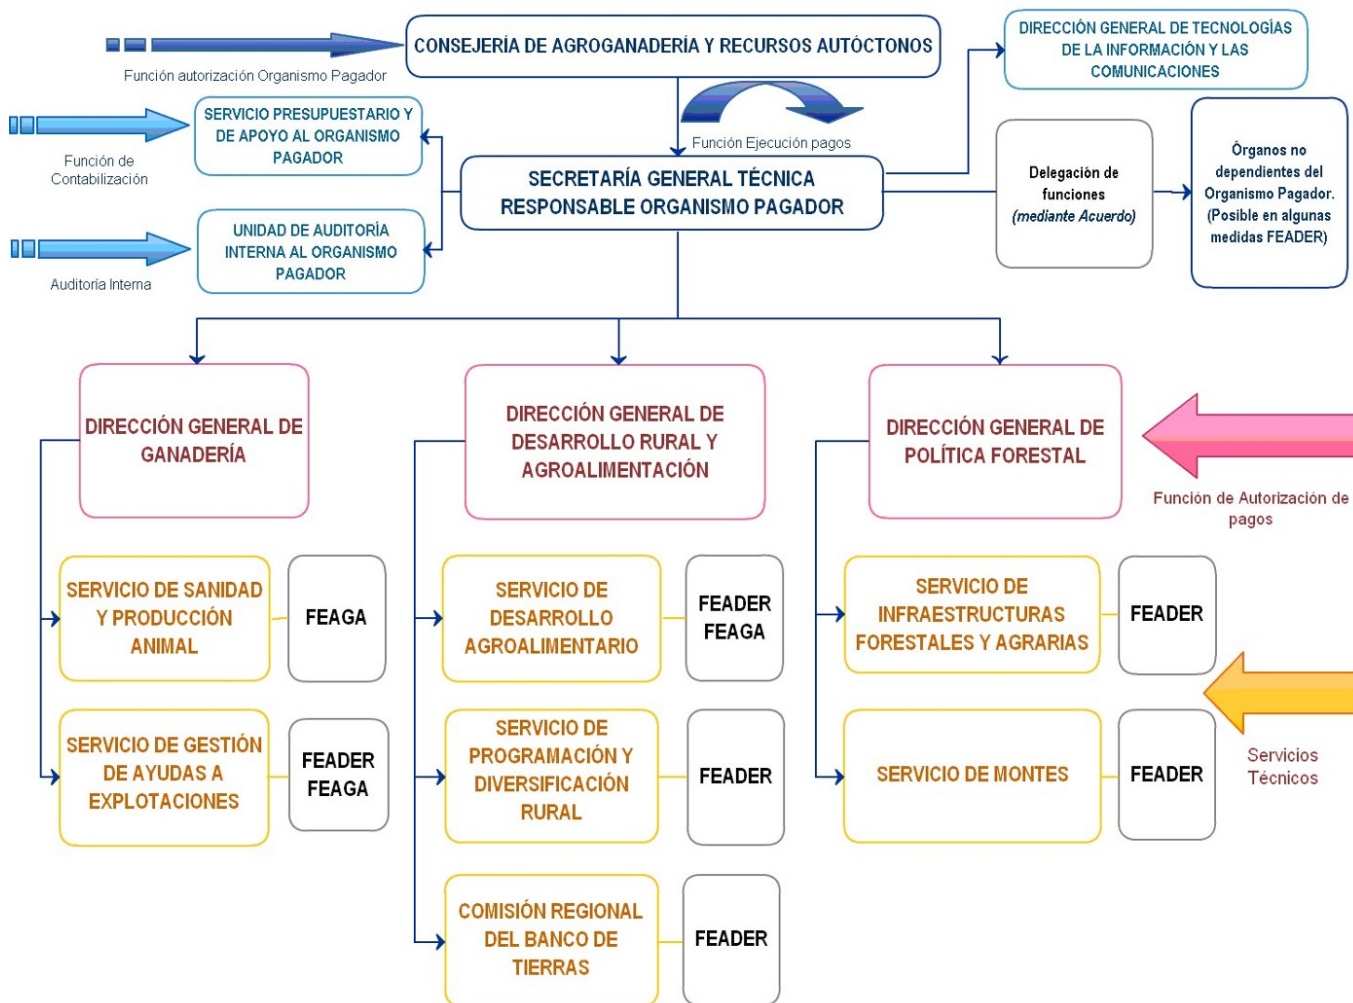 CONSEJERÍA DE AGROGANADERÍA Y RECURSOS AUTÓCTONOS
Función autorización Organismo Pagador
DIRECCIÓN GENERAL DE TECNOLOGÍAS
DE LA INFORMACIÓN Y LAS
COMUNICACIONES
SERVICIO PRESUPUESTARIO Y
DE APOYO AL ORGANISMO
PAGADOR
Función de
Contabilización
Función Ejecución pagos
SECRETARÍA GENERAL TÉCNICA
RESPONSABLE ORGANISMO PAGADOR
Delegación de
funciones
(mediante Acuerdo)
Órganos no
dependientes del
Organismo Pagador.
(Posible en algunas
medidas FEADER)
UNIDAD DE AUDITORÍA
INTERNA AL ORGANISMO
PAGADOR
Auditoría Interna
DIRECCIÓN GENERAL DE
GANADERÍA
DIRECCIÓN GENERAL DE
DESARROLLO RURAL Y
AGROALIMENTACIÓN
DIRECCIÓN GENERAL DE
POLÍTICA FORESTAL
Función de Autorización de
pagos
SERVICIO DE SANIDAD
Y PRODUCCIÓN
ANIMAL
FEAGA
SERVICIO DE
DESARROLLO
AGROALIMENTARIO
FEADER
FEAGA
SERVICIO DE
INFRAESTRUCTURAS
FORESTALES Y AGRARIAS
FEADER
SERVICIO DE GESTIÓN
DE AYUDAS A
EXPLOTACIONES
FEADER
FEAGA
SERVICIO DE
PROGRAMACIÓN Y
DIVERSIFICACIÓN
RURAL
FEADER
SERVICIO DE MONTES
FEADER
Servicios
Técnicos
COMISIÓN REGIONAL
DEL BANCO DE
TIERRAS
FEADER